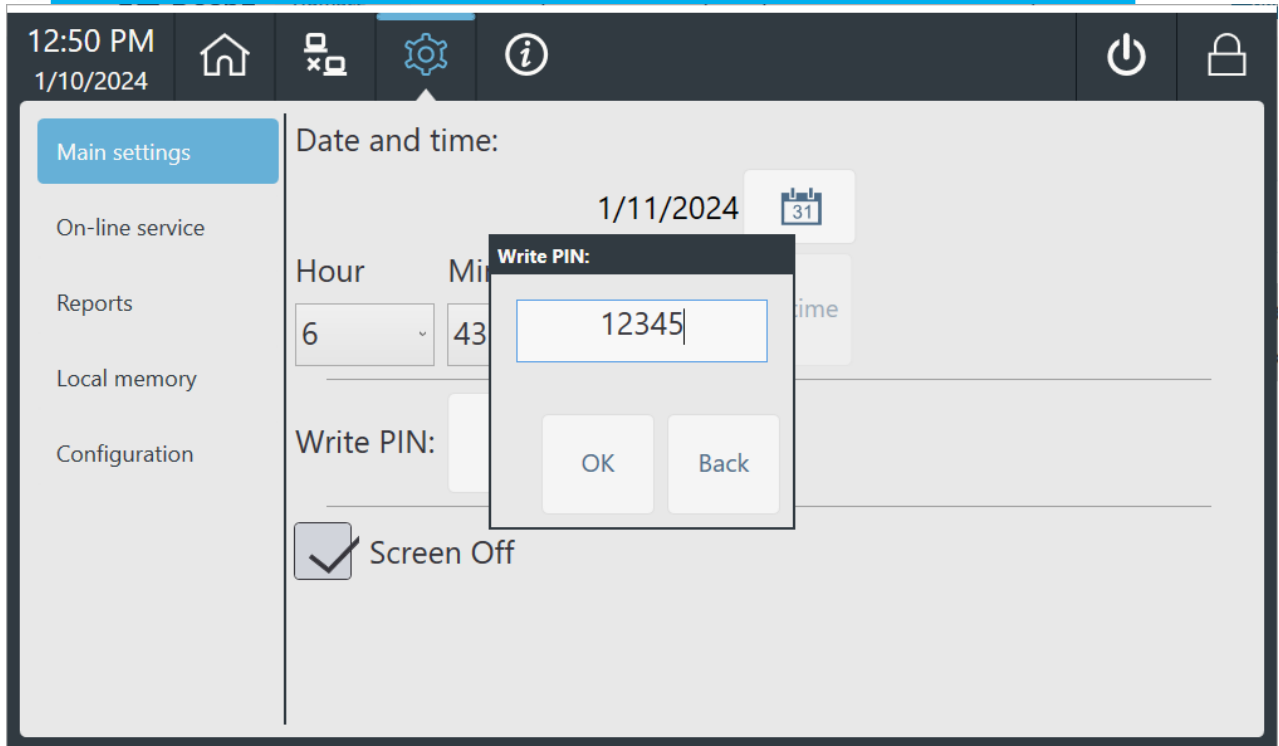 12:50 PM
1/10/2024
Main settings
On-line service
Reports
Local memory
Configuration
Date and time:
1/11/2024
31
Hour
6
43
Write PIN:
Screen Off
Write PIN:
12345
OK
Back